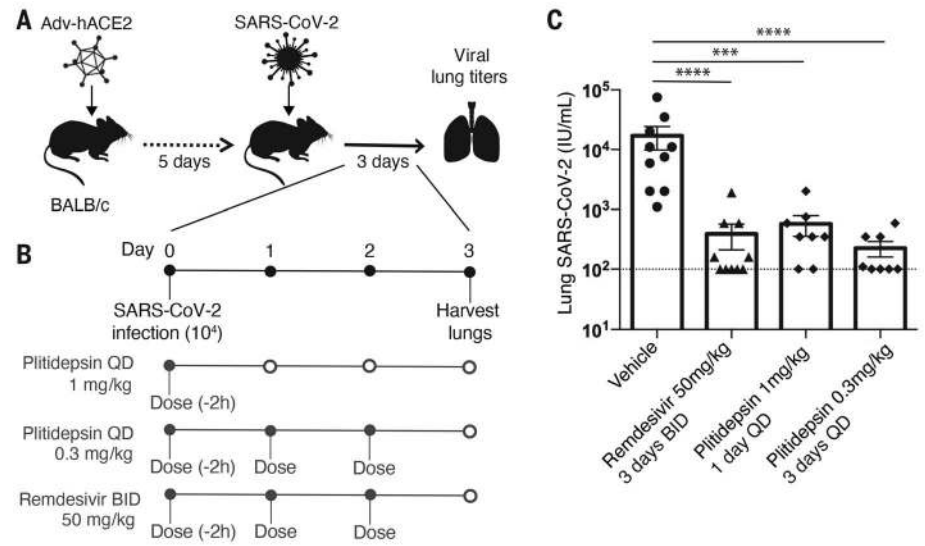 A
Adv-hACE2
SARS-CoV-2
Viral
lung titers
5 days
3 days
BALB/c
B
Day 0 1 2 3
SARS-CoV-2
infection (10⁴)
Harvest
lungs
Plitidepsin QD
1 mg/kg
Dose (-2h)
Plitidepsin QD
0.3 mg/kg
Dose (-2h) Dose Dose
Remdesivir BID
50 mg/kg
Dose (-2h) Dose Dose
C
****
***
****
Lung SARS-CoV-2 (IU/mL)
10⁵
10⁴
10³
10²
10¹
Vehicle
Remdesivir 50mg/kg
3 days BID
Plitidepsin 1mg/kg
1 day QD
Plitidepsin 0.3mg/kg
3 days QD